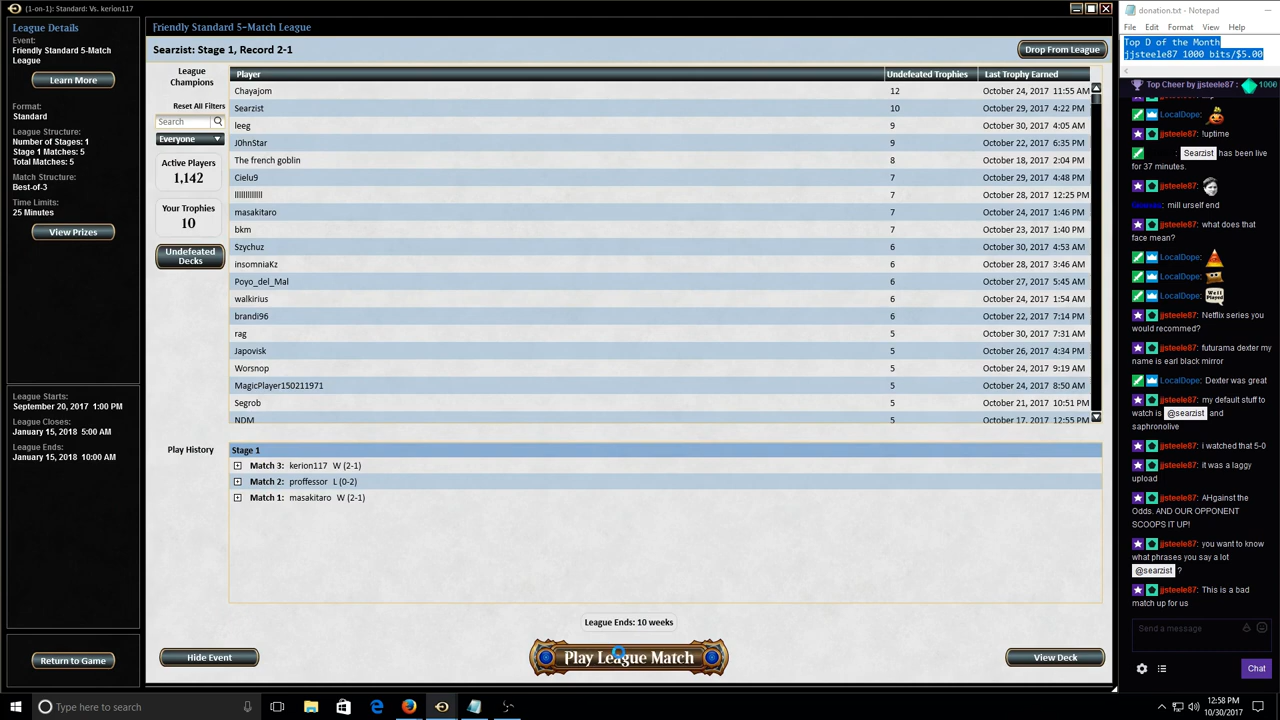 (1-on-1): Standard: Vs. kerion117
League Details
Event:
Friendly Standard 5-Match
League
Learn More
Format:
Standard
League Structure:
Number of Stages: 1
Stage 1 Matches: 5
Total Matches: 5
Match Structure:
Best-of-3
Time Limits:
25 Minutes
View Prizes
League Starts:
September 20, 2017 1:00 PM
League Closes:
January 15, 2018 5:00 AM
League Ends:
January 15, 2018 10:00 AM
Return to Game
Friendly Standard 5-Match League
Searzist: Stage 1, Record 2-1
Drop From League
League
Champions
Reset All Filters
Search
Everyone
Active Players
1,142
Your Trophies
10
Undefeated
Decks
Player Undefeated Trophies Last Trophy Earned
Chayajom 12 October 24, 2017 11:55 AM
Searzist 10 October 29, 2017 4:22 PM
leeg 9 October 30, 2017 4:05 AM
J0hnStar 9 October 22, 2017 6:35 PM
The french goblin 8 October 18, 2017 2:04 PM
Cielu9 7 October 29, 2017 4:48 PM
7 October 28, 2017 12:25 PM
masakitaro 7 October 24, 2017 1:46 PM
bkm 7 October 23, 2017 1:40 PM
Szychuz 6 October 30, 2017 4:53 AM
insomniaKz 6 October 28, 2017 3:46 AM
Poyo_del_Mal 6 October 27, 2017 5:45 AM
walkirius 6 October 24, 2017 1:54 AM
brandi96 6 October 22, 2017 7:14 PM
rag 5 October 30, 2017 7:31 AM
Japovisk 5 October 26, 2017 4:34 PM
Worsnop 5 October 24, 2017 9:19 AM
MagicPlayer150211971 5 October 24, 2017 8:50 AM
Segrob 5 October 21, 2017 10:51 PM
NDM 5 October 17, 2017 12:55 PM
Play History
Stage 1
Match 3: kerion117 W (2-1)
Match 2: proffessor L (0-2)
Match 1: masakitaro W (2-1)
League Ends: 10 weeks
Hide Event
Play League Match
View Deck
donation.txt - Notepad
File Edit Format View Help
Top D of the Month
jjsteele87 1000 bits/$5.00
Top Cheer by jjsteele87 : 1006
LocalDope:
jjsteele87: !uptime
Searzist has been live
for 37 minutes.
jjsteele87:
mill urself end
jjsteele87: what does that
face mean?
LocalDope:
LocalDope:
LocalDope: Well Played
jjsteele87: Netflix series you
would recommed?
jjsteele87: futurama dexter my
name is earl black mirror
LocalDope: Dexter was great
jjsteele87: my default stuff to
watch is @searzist and
saphronolive
jjsteele87: i watched that 5-0
jjsteele87: it was a laggy
upload
jjsteele87: AHgainst the
Odds. AND OUR OPPONENT
SCOOPS IT UP!
jjsteele87: you want to know
what phrases you say a lot
@searzist ?
jjsteele87: This is a bad
match up for us
Send a message
Chat
Type here to search
12:58 PM
10/30/2017